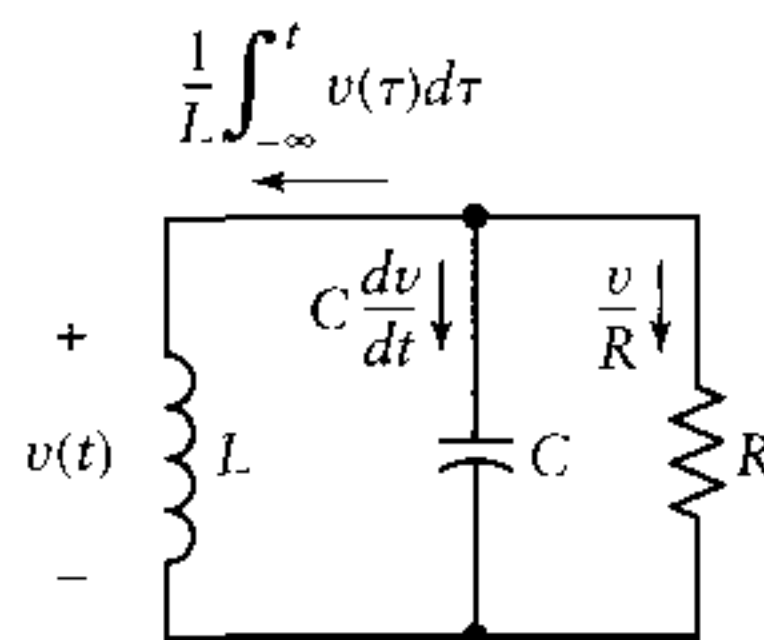 1/L ∫_{-∞}^{t} v(τ)dτ
C dv/dt
v/R
+
v(t)
−
L
C
R